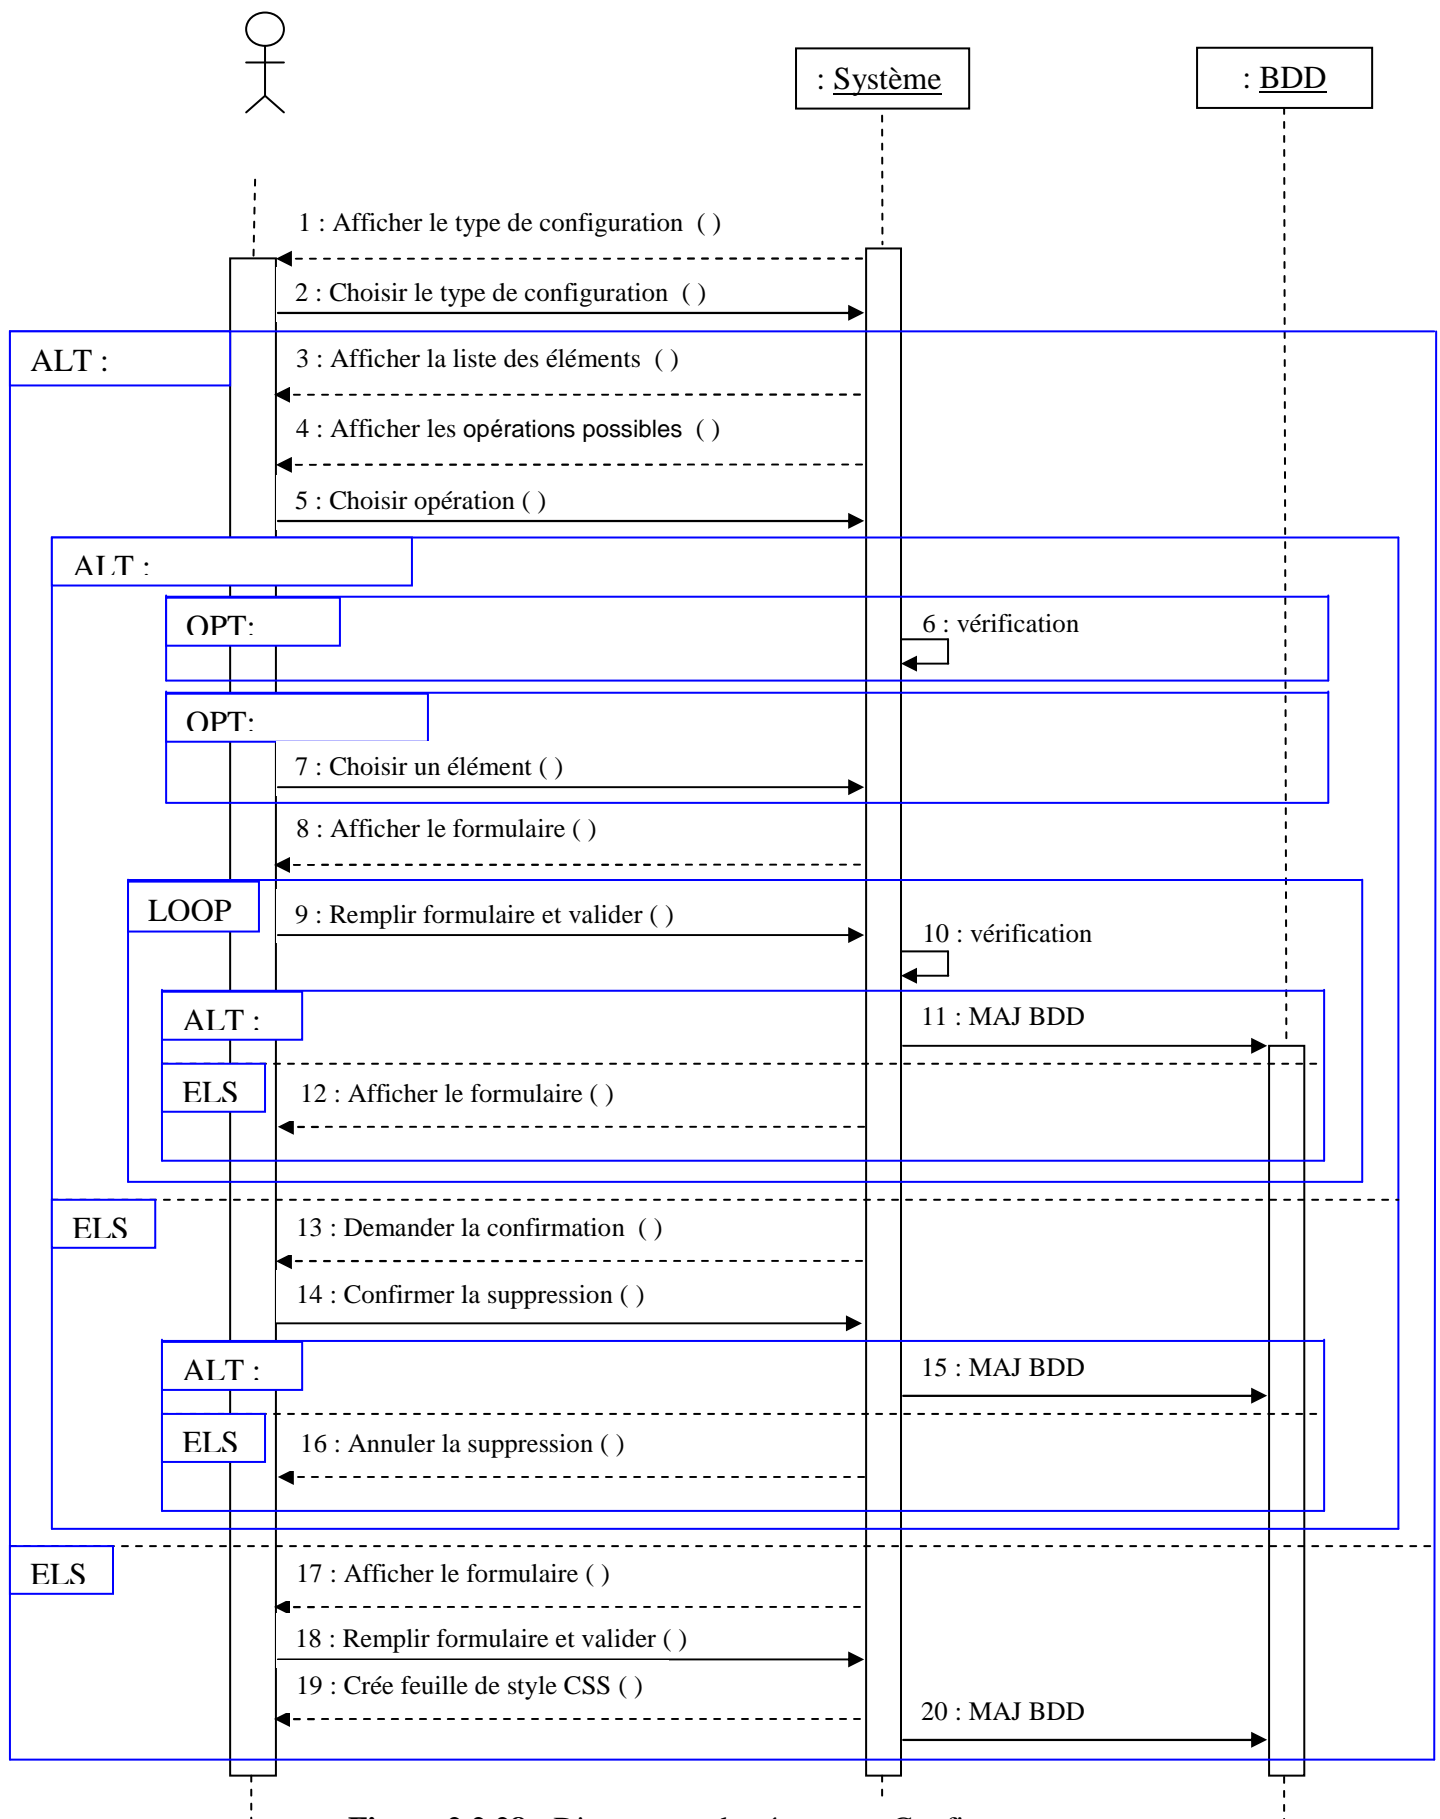 : Système
: BDD
1 : Afficher le type de configuration ( )
2 : Choisir le type de configuration ( )
ALT :
3 : Afficher la liste des éléments ( )
4 : Afficher les opérations possibles ( )
5 : Choisir opération ( )
ALT :
OPT:
6 : vérification
OPT:
7 : Choisir un élément ( )
8 : Afficher le formulaire ( )
LOOP
9 : Remplir formulaire et valider ( )
10 : vérification
ALT :
11 : MAJ BDD
ELS
12 : Afficher le formulaire ( )
ELS
13 : Demander la confirmation ( )
14 : Confirmer la suppression ( )
ALT :
15 : MAJ BDD
ELS
16 : Annuler la suppression ( )
ELS
17 : Afficher le formulaire ( )
18 : Remplir formulaire et valider ( )
19 : Crée feuille de style CSS ( )
20 : MAJ BDD